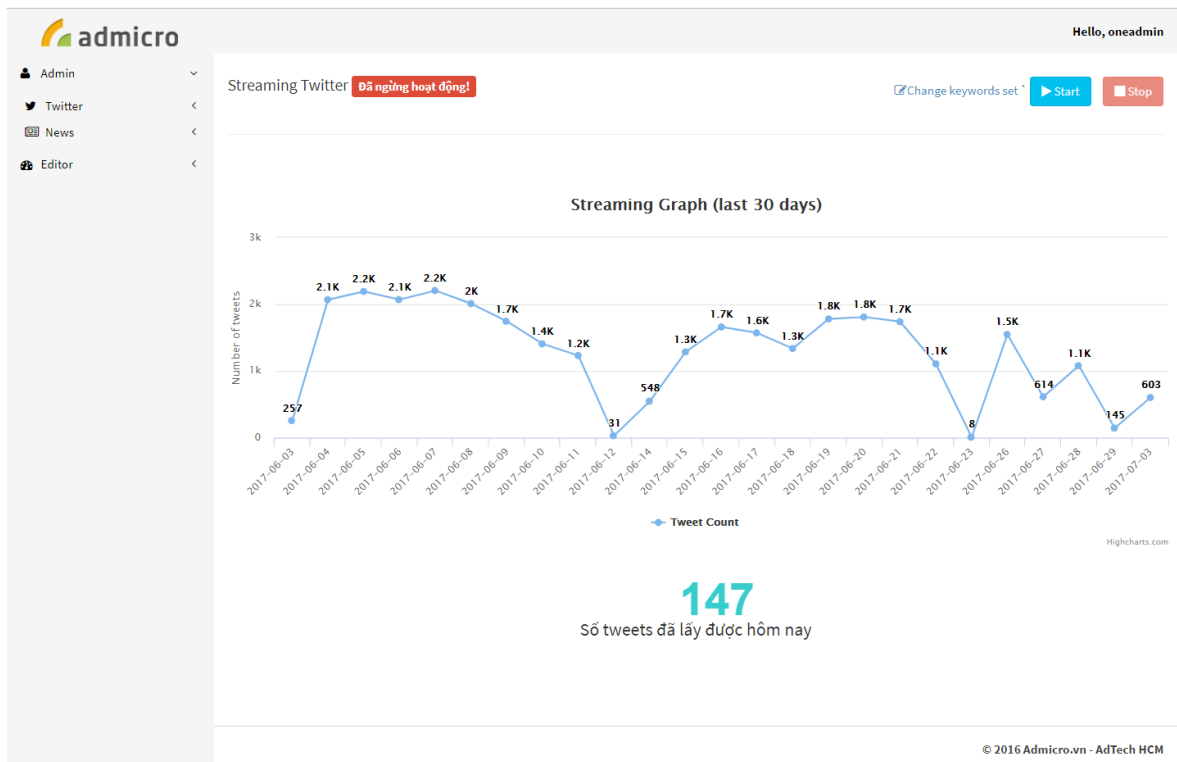 admicro
Hello, oneadmin
Admin
Twitter
News
Editor
Streaming Twitter Đã ngừng hoạt động!
Change keywords set ` Start Stop
Streaming Graph (last 30 days)
Number of tweets
3k
2k
1k
0
257
2.1K
2.2K
2.1K
2.2K
2K
1.7K
1.4K
1.2K
31
548
1.3K
1.7K
1.6K
1.3K
1.8K
1.8K
1.7K
1.1K
8
1.5K
614
1.1K
145
603
2017-06-03
2017-06-04
2017-06-05
2017-06-06
2017-06-07
2017-06-08
2017-06-09
2017-06-10
2017-06-11
2017-06-12
2017-06-14
2017-06-15
2017-06-16
2017-06-17
2017-06-18
2017-06-19
2017-06-20
2017-06-21
2017-06-22
2017-06-23
2017-06-26
2017-06-27
2017-06-28
2017-06-29
2017-07-03
Tweet Count
Highcharts.com
147
Số tweets đã lấy được hôm nay
© 2016 Admicro.vn - AdTech HCM